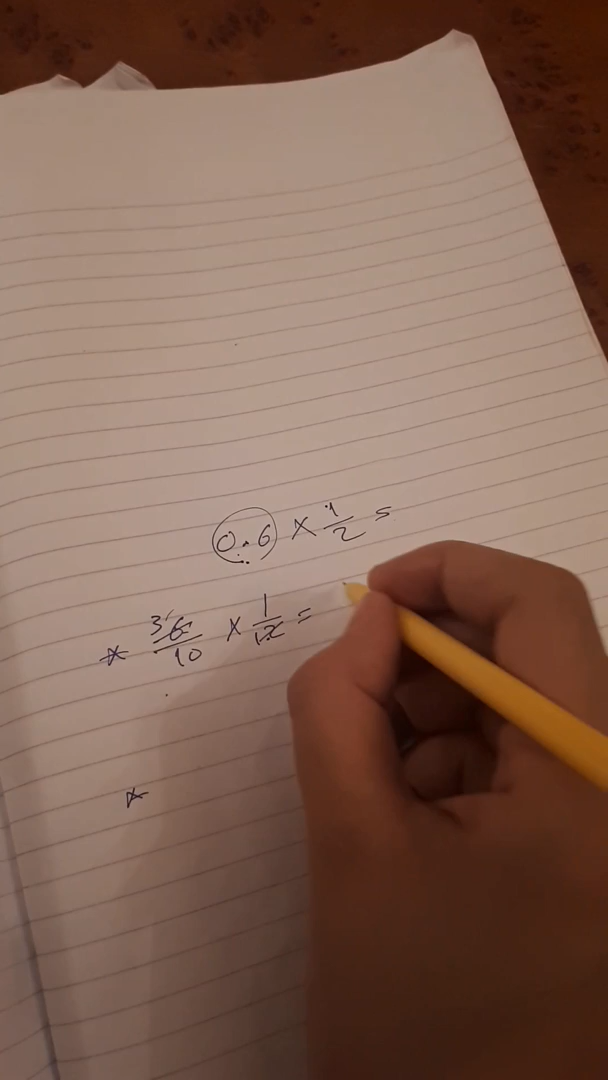 0.6 × 1/2 =
* 3 6/10 × 1/1 2 =
*